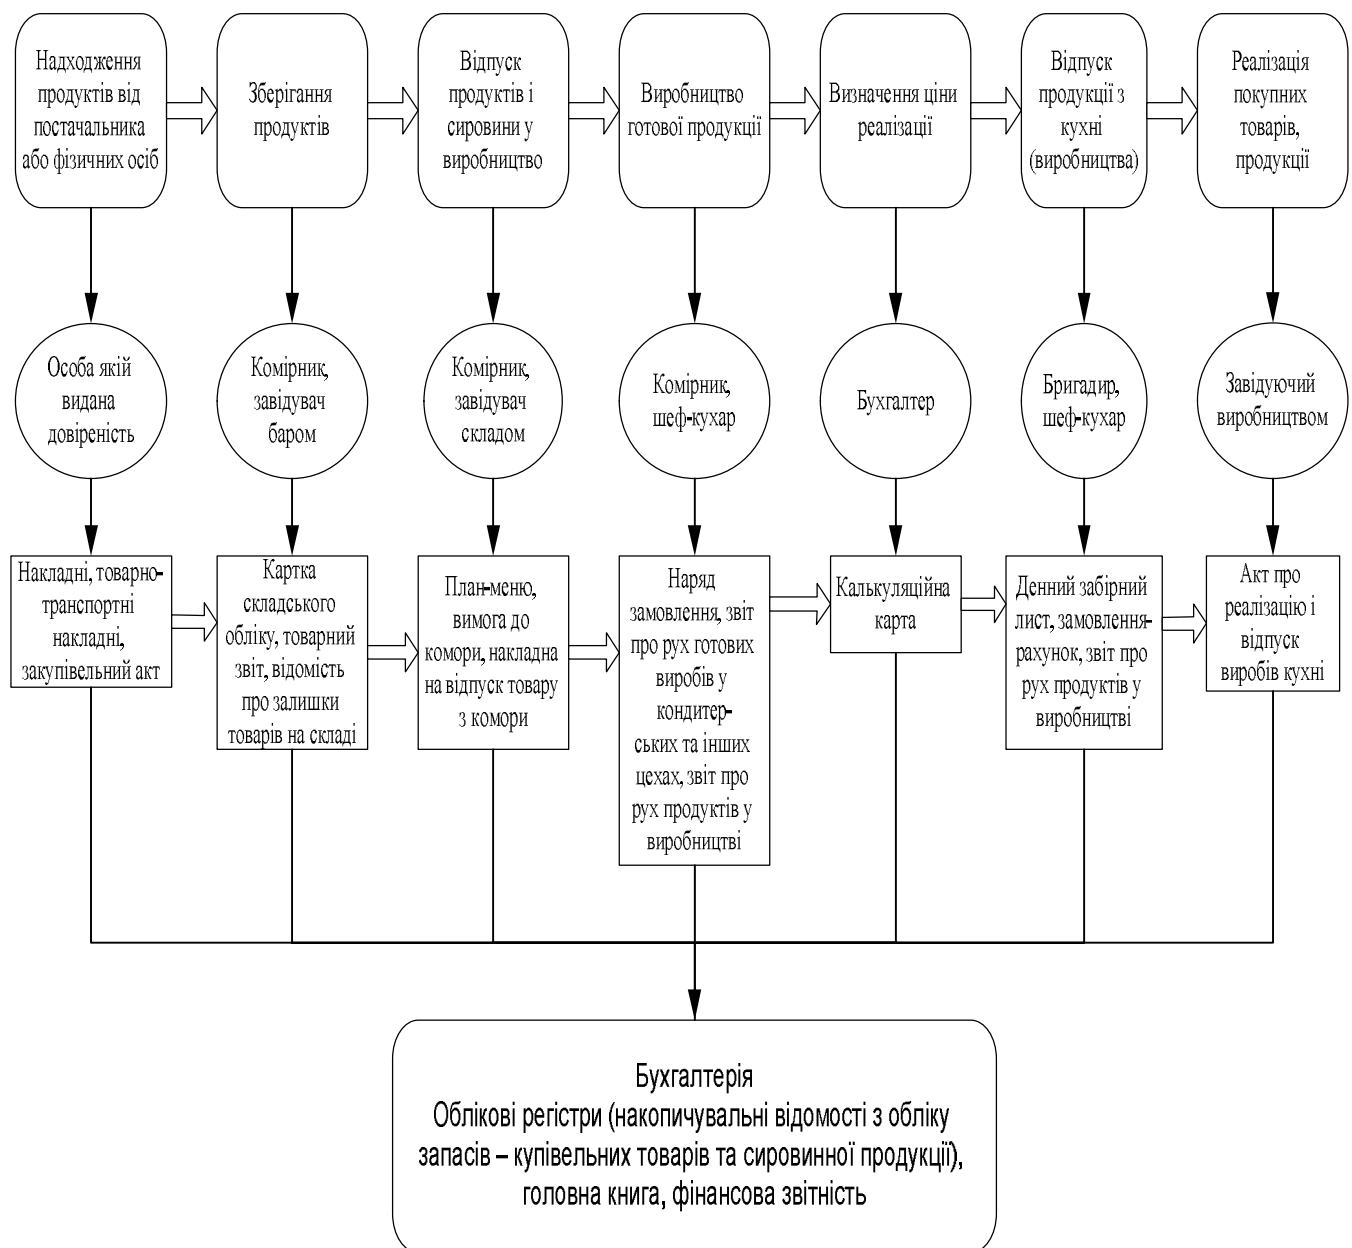 Надходження
продуктів від
постачальника
або фізичних осіб
Зберігання
продуктів
Відпуск
продуктів і
сировини у
виробництво
Виробництво
готової продукції
Визначення ціни
реалізації
Відпуск
продукції з
кухні
(виробництва)
Реалізація
покупних
товарів,
продукції
Особа якій
видана
довіреність
Комірник,
завідувач
баром
Комірник,
завідувач
складом
Комірник,
шеф-кухар
Бухгалтер
Бригадир,
шеф-кухар
Завідуючий
виробництвом
Накладні, товарно-
транспортні
накладні,
закупівельний акт
Картка
складського
обліку, товарний
звіт, відомість
про залишки
товарів на складі
План-меню,
вимога до
комори, накладна
на відпуск товару
з комори
Наряд
замовлення, звіт
про рух готових
виробів у
кондитер-
ських та інших
цехах, звіт про
рух продуктів у
виробництві
Калькуляційна
карта
Денний забірний
лист, замовлення-
рахунок, звіт про
рух продуктів у
виробництві
Акт про
реалізацію і
відпуск
виробів кухні
Бухгалтерія
Облікові регістри (накопичувальні відомості з обліку
запасів – купівельних товарів та сировинної продукції),
головна книга, фінансова звітність